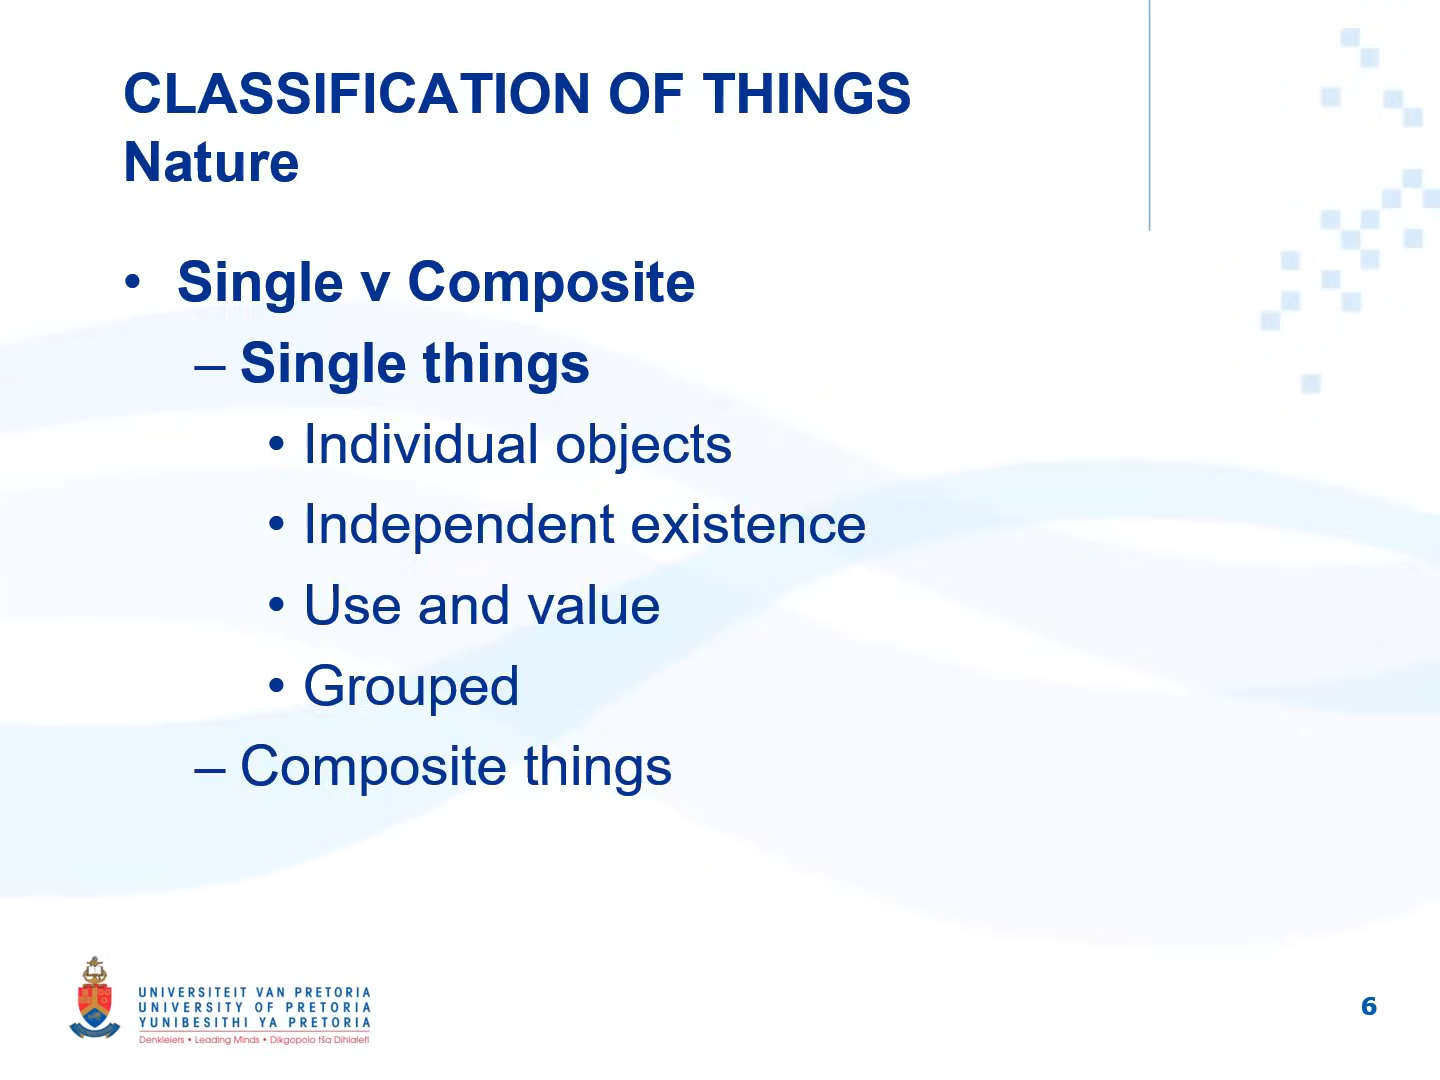 CLASSIFICATION OF THINGS
Nature
• Single v Composite
– Single things
• Individual objects
• Independent existence
• Use and value
• Grouped
– Composite things
UNIVERSITEIT VAN PRETORIA
UNIVERSITY OF PRETORIA
YUNIBESITHI YA PRETORIA
Denkleiers • Leading Minds • Dikgopolo tša Dihlalefi
6